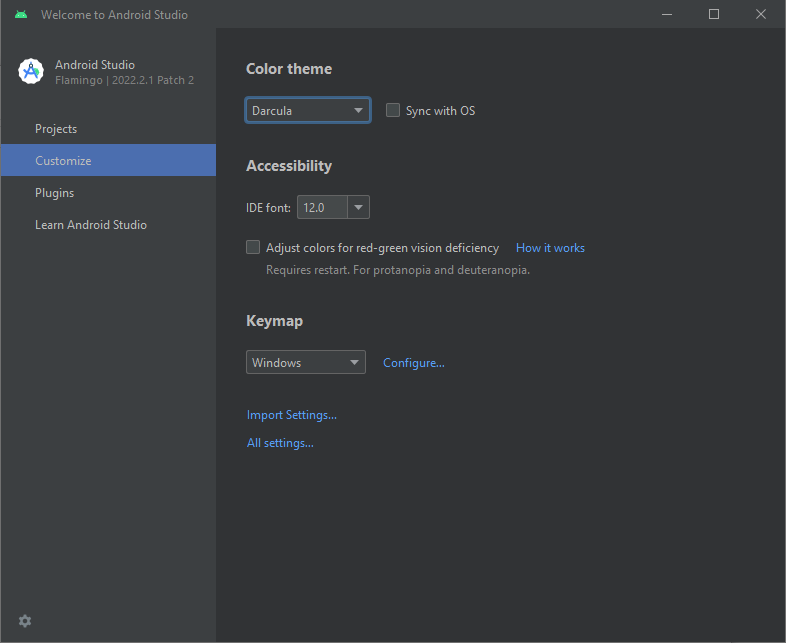 Welcome to Android Studio
Android Studio
Flamingo | 2022.2.1 Patch 2
Projects
Customize
Plugins
Learn Android Studio
Color theme
Darcula
Sync with OS
Accessibility
IDE font: 12.0
Adjust colors for red-green vision deficiency How it works
Requires restart. For protanopia and deuteranopia.
Keymap
Windows Configure...
Import Settings...
All settings...